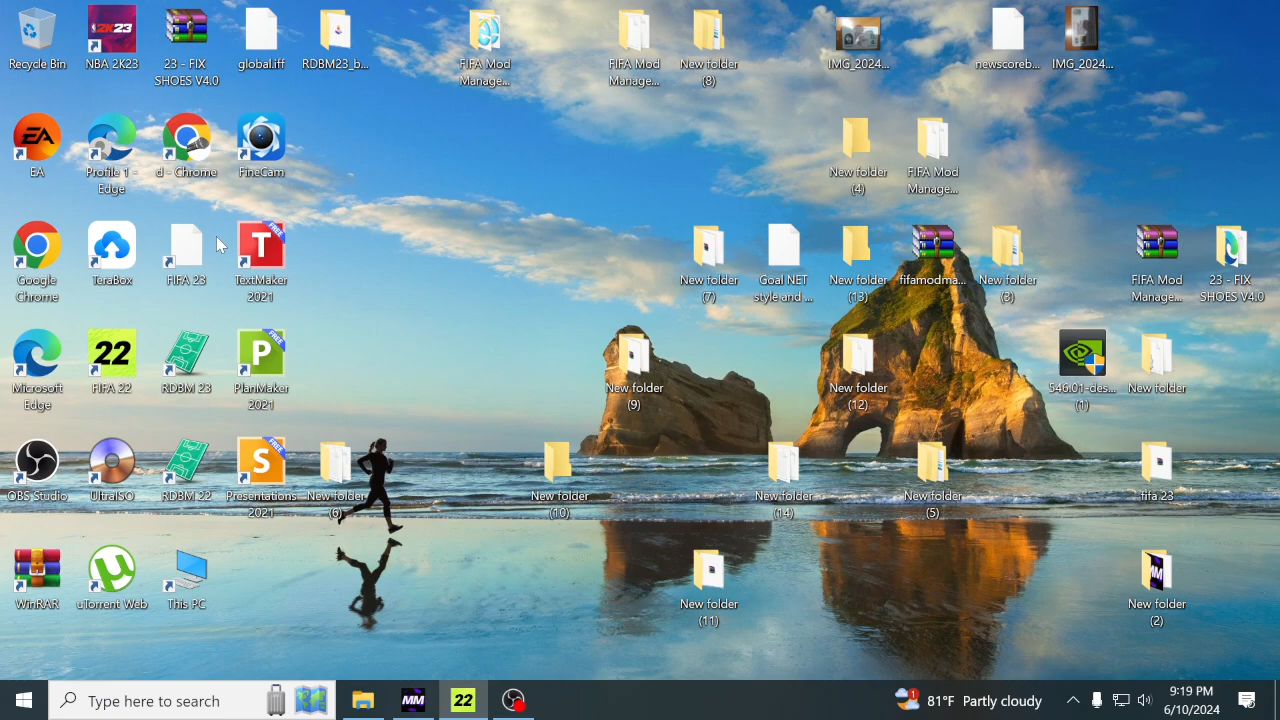 Recycle Bin
NBA 2K23
23 - FIX
SHOES V4.0
global.iff
RDBM23_b...
FIFA Mod
Manage...
FIFA Mod
Manage...
New folder
(8)
IMG_2024...
newscoreb...
IMG_2024...
EA
Profile 1 -
Edge
d - Chrome
FineCam
New folder
(4)
FIFA Mod
Manage...
Google
Chrome
TeraBox
FIFA 23
TextMaker
2021
New folder
(7)
Goal NET
style and ...
New folder
(13)
fifamodma...
New folder
(3)
FIFA Mod
Manage...
23 - FIX
SHOES V4.0
Microsoft
Edge
FIFA 22
RDBM 23
PlanMaker
2021
New folder
(9)
New folder
(12)
546.01-des...
(1)
New folder
OBS Studio
UltraISO
RDBM 22
Presentations
2021
New folder
(6)
New folder
(10)
New folder
(14)
New folder
(5)
fifa 23
WinRAR
uTorrent Web
This PC
New folder
(11)
New folder
(2)
Type here to search
MM
22
1
81°F Partly cloudy
9:19 PM
6/10/2024